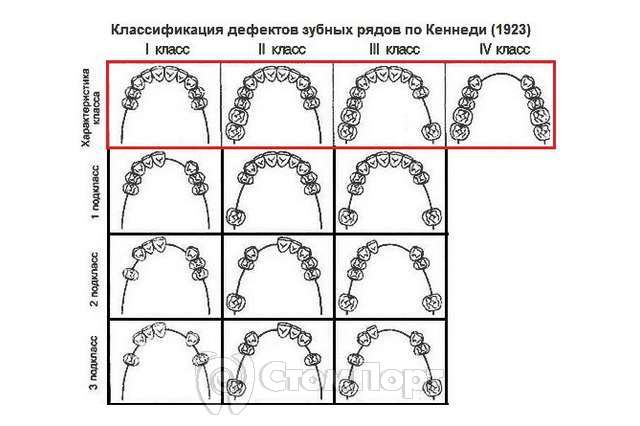 Классификация дефектов зубных рядов по Кеннеди (1923)
I класс
II класс
III класс
IV класс
Характеристика
класса
1 подкласс
2 подкласс
3 подкласс
СтомПорт